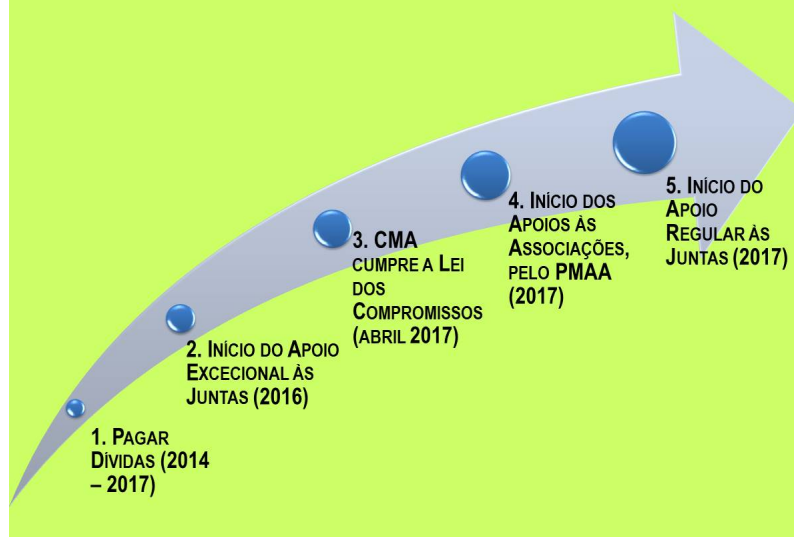 1. Pagar
Dívidas (2014
– 2017)
2. Início do Apoio
Excecional às
Juntas (2016)
3. CMA
cumpre a Lei
dos
Compromissos
(abril 2017)
4. Início dos
Apoios às
Associações,
pelo PMAA
(2017)
5. Início do
Apoio
Regular às
Juntas (2017)